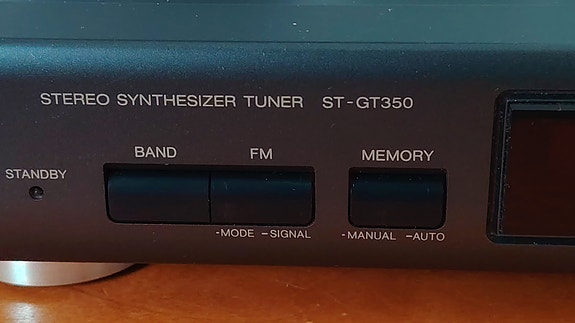 STEREO SYNTHESIZER TUNER ST-GT350
BAND FM MEMORY
STANDBY
-MODE –SIGNAL -MANUAL –AUTO